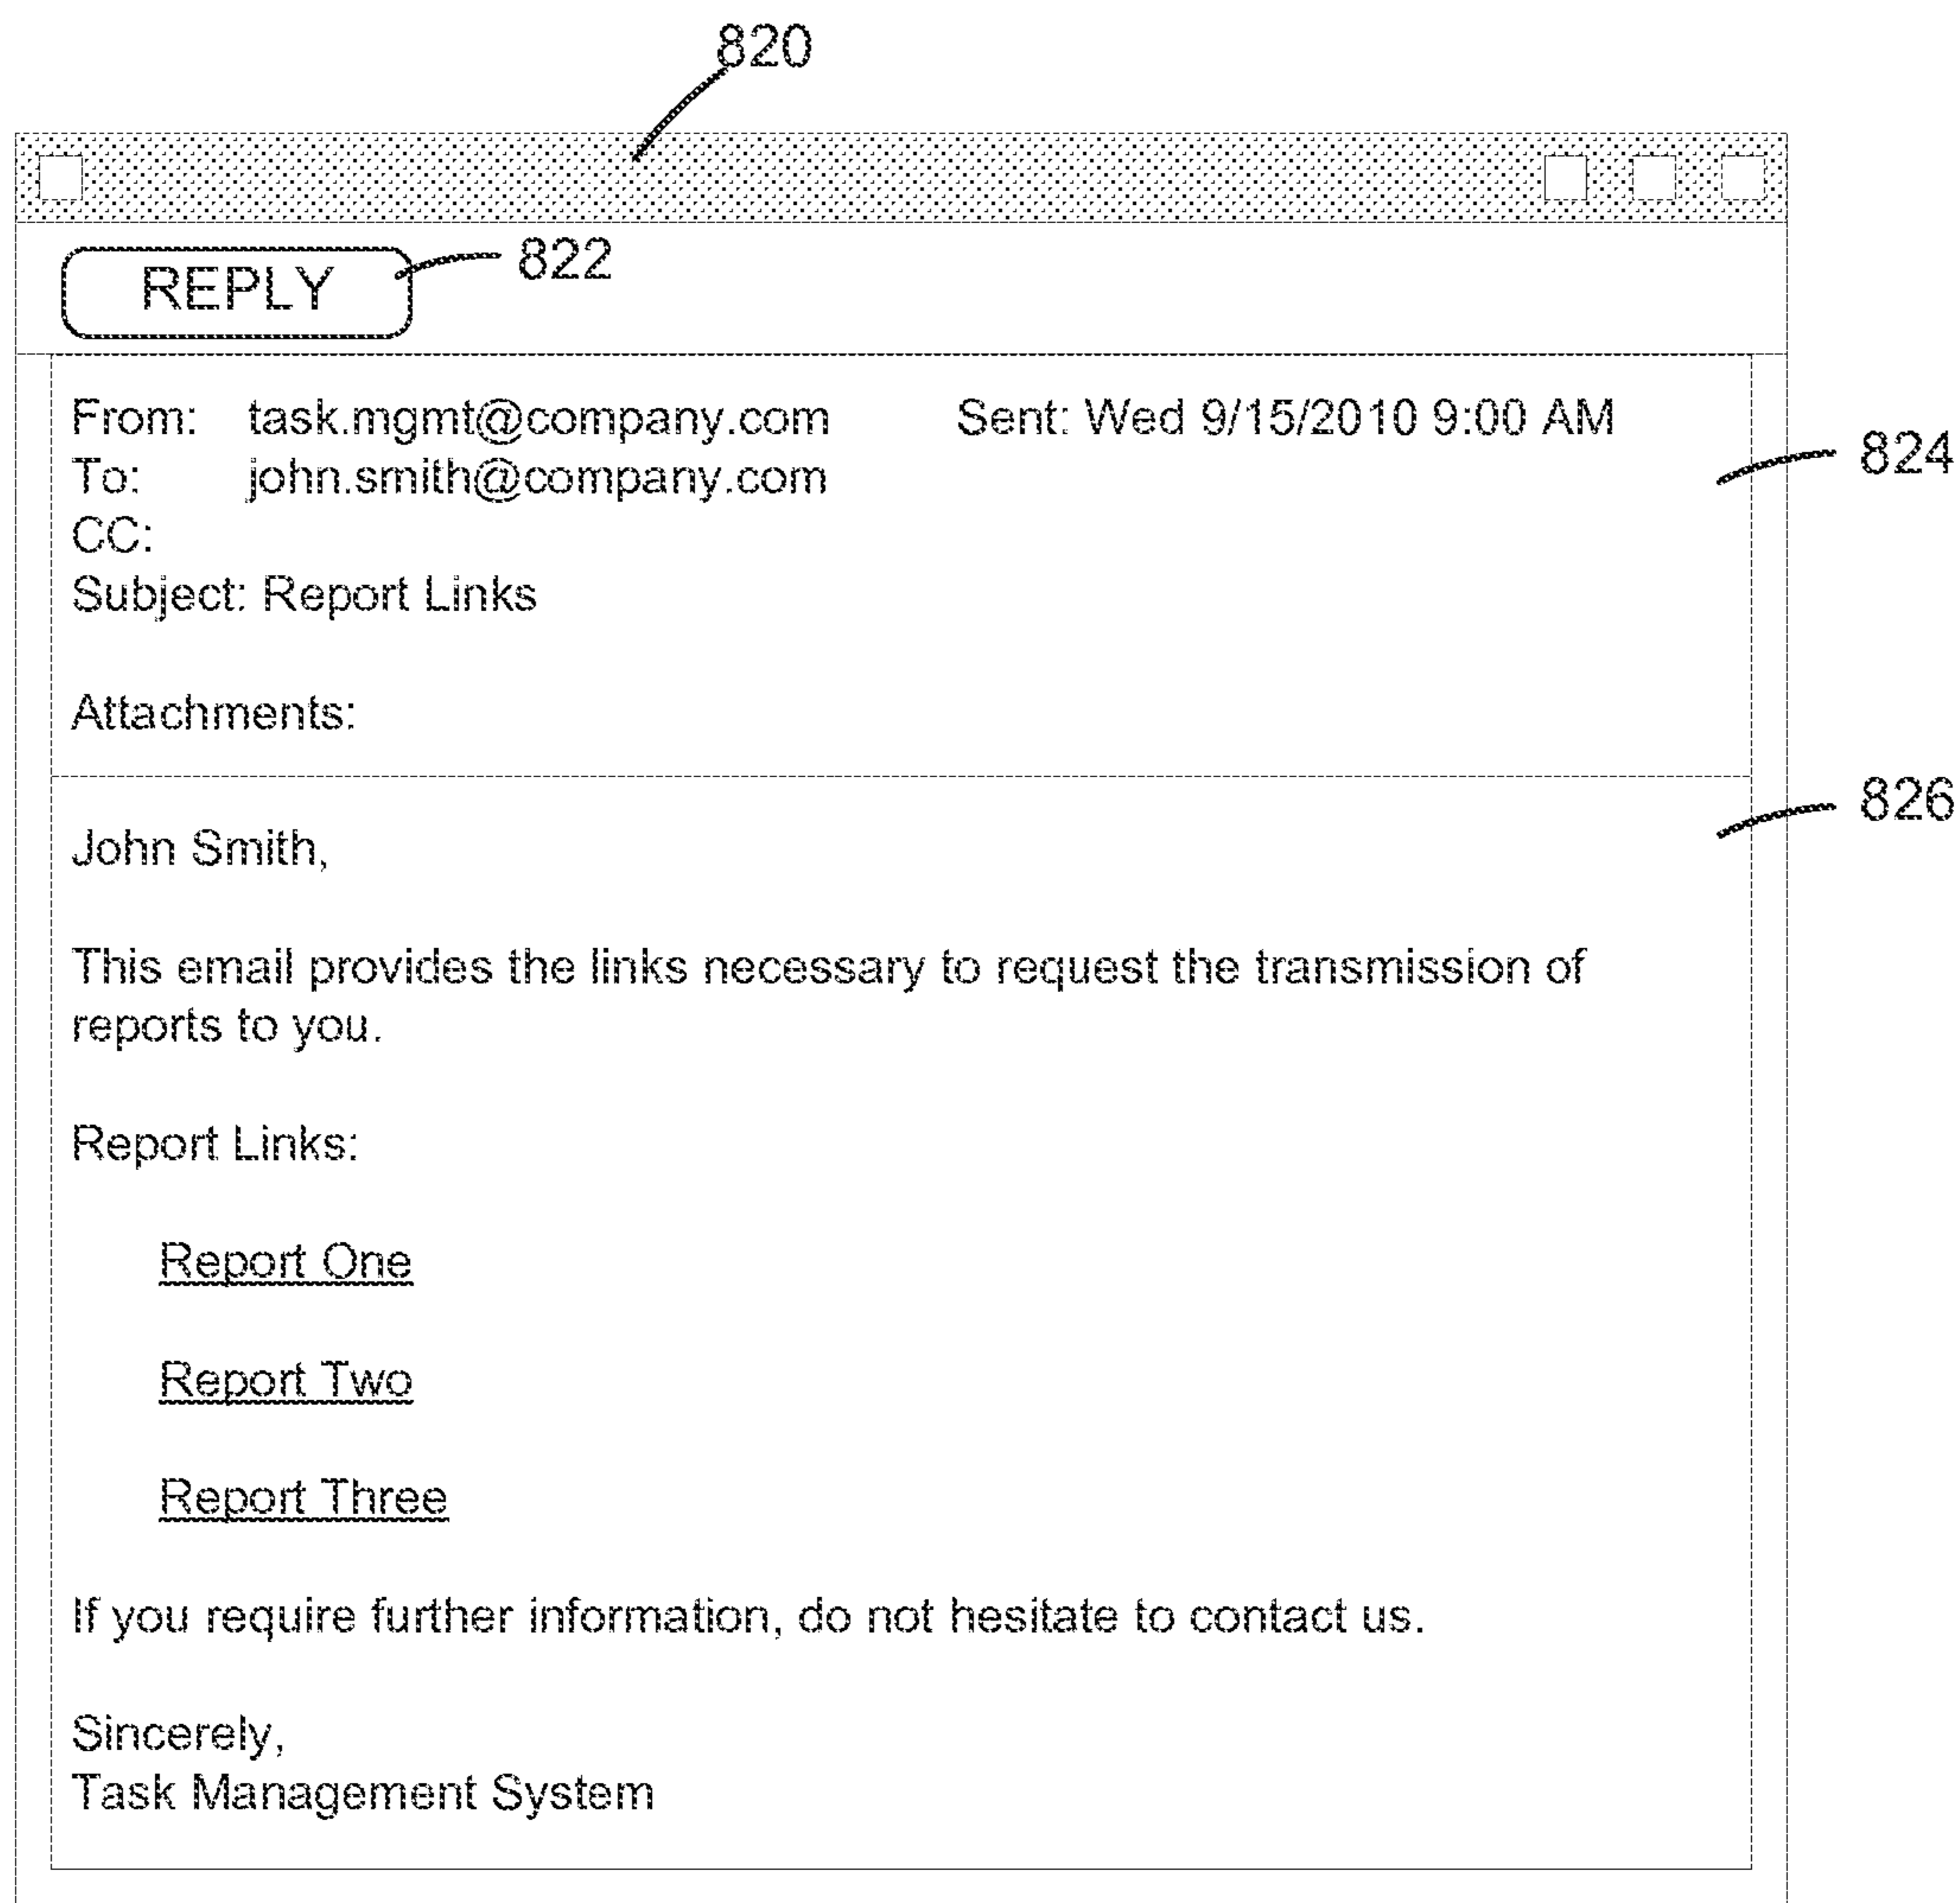 820
REPLY 822
From: task.mgmt@company.com Sent: Wed 9/15/2010 9:00 AM
824
To: john.smith@company.com
CC:
Subject: Report Links
Attachments:
826
John Smith,
This email provides the links necessary to request the transmission of
reports to you.
Report Links:
Report One
Report Two
Report Three
If you require further information, do not hesitate to contact us.
Sincerely,
Task Management System